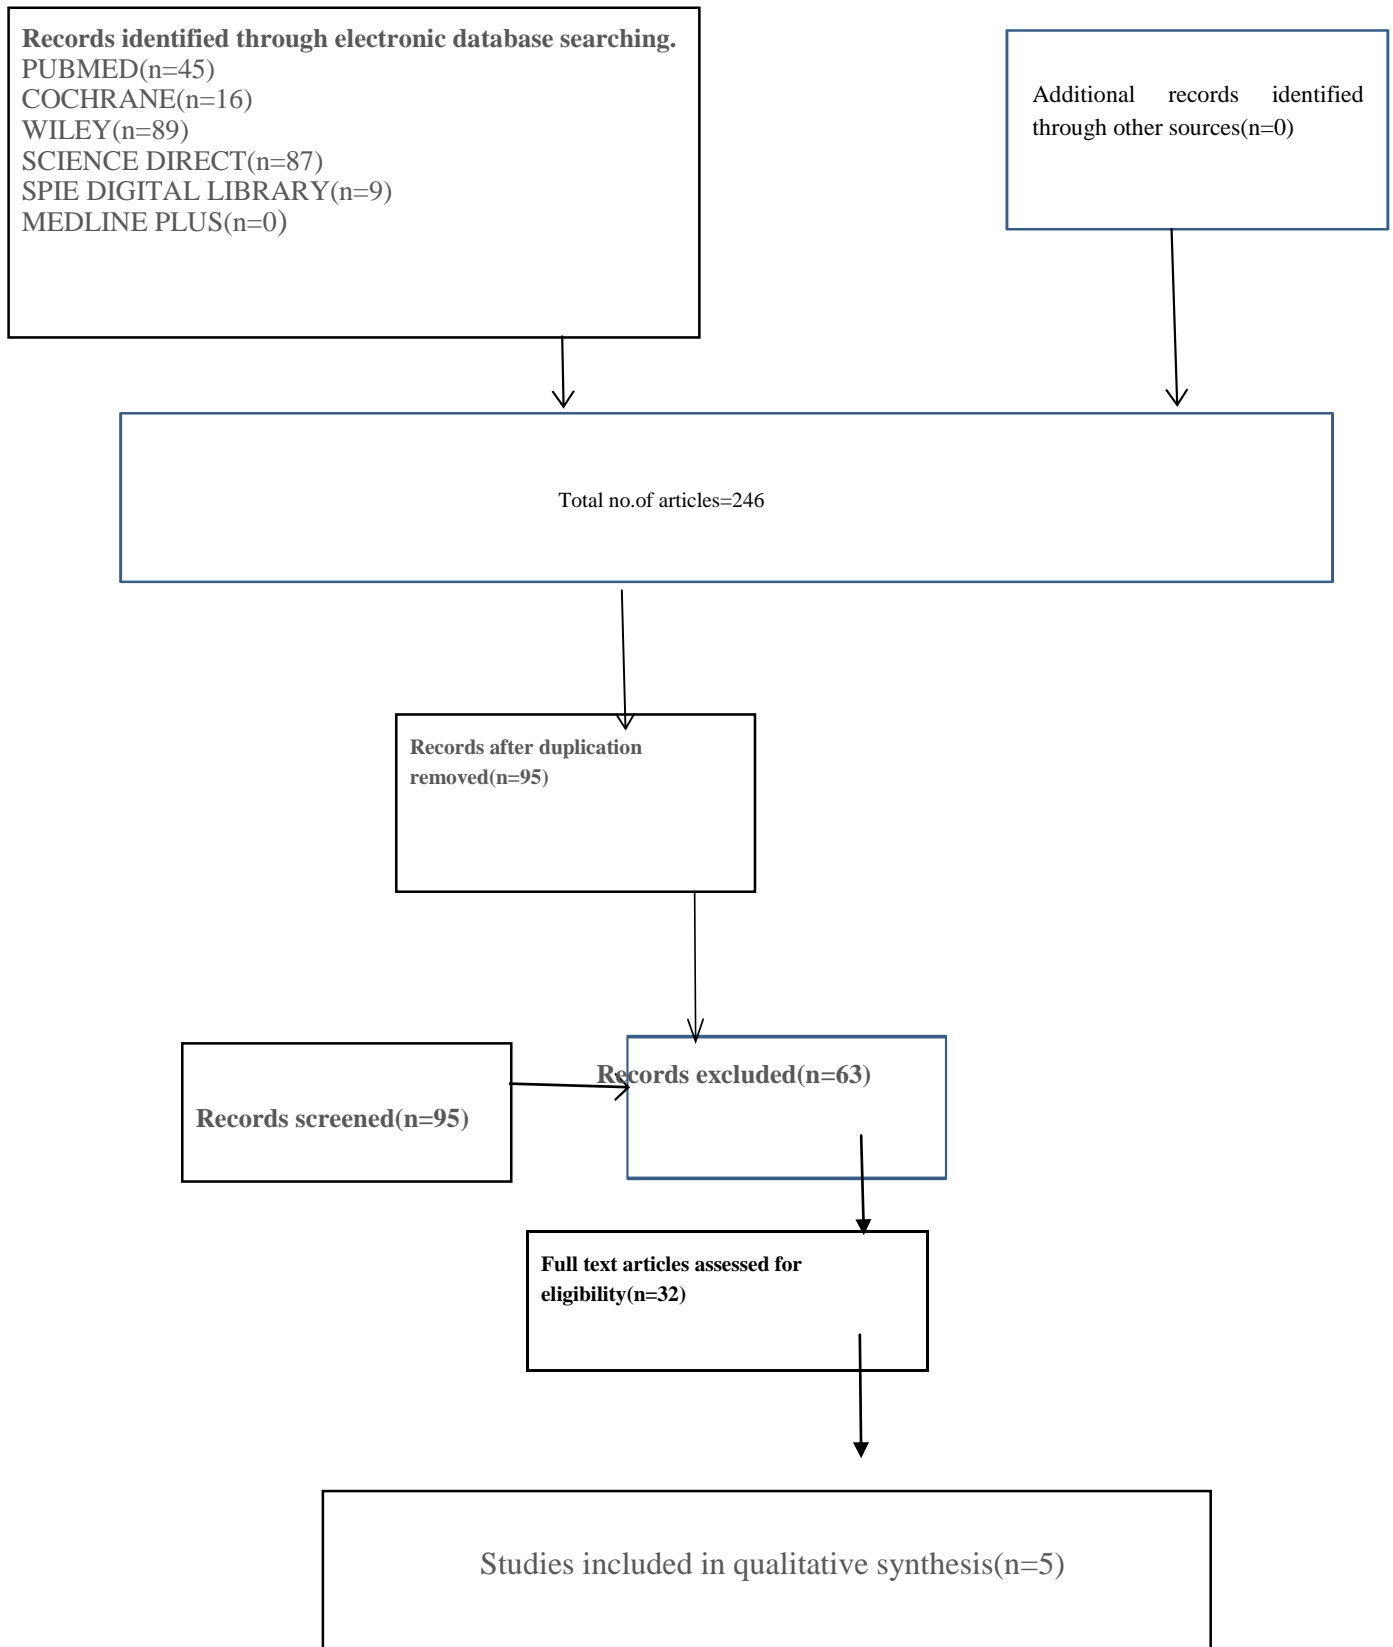 Records identified through electronic database searching.
PUBMED(n=45)
COCHRANE(n=16)
WILEY(n=89)
SCIENCE DIRECT(n=87)
SPIE DIGITAL LIBRARY(n=9)
MEDLINE PLUS(n=0)
Additional records identified
through other sources(n=0)
Total no.of articles=246
Records after duplication
removed(n=95)
Records excluded(n=63)
Records screened(n=95)
Full text articles assessed for
eligibility(n=32)
Studies included in qualitative synthesis(n=5)